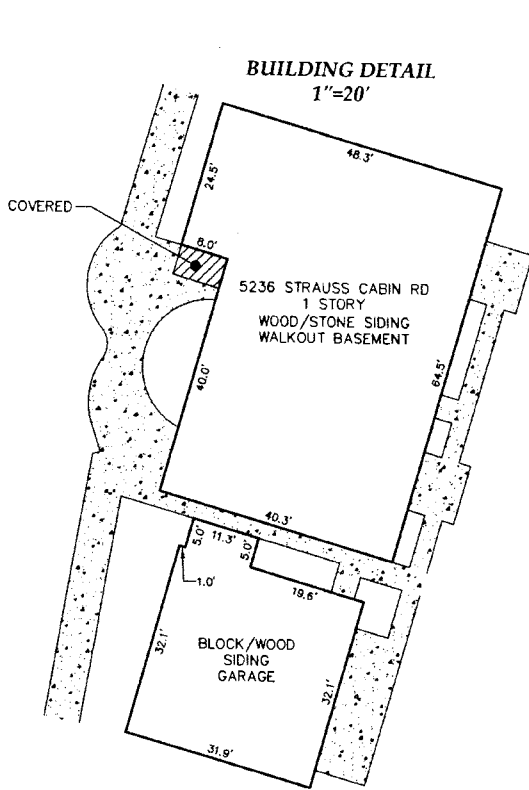 BUILDING DETAIL
1"=20'
48.3'
24.5'
COVERED
8.0'
5236 STRAUSS CABIN RD
1 STORY
WOOD/STONE SIDING
WALKOUT BASEMENT
64.5'
40.0'
40.3'
5.0'
11.3'
5.0'
1.0'
19.6'
32.1'
BLOCK/WOOD
SIDING
GARAGE
32.1'
31.9'